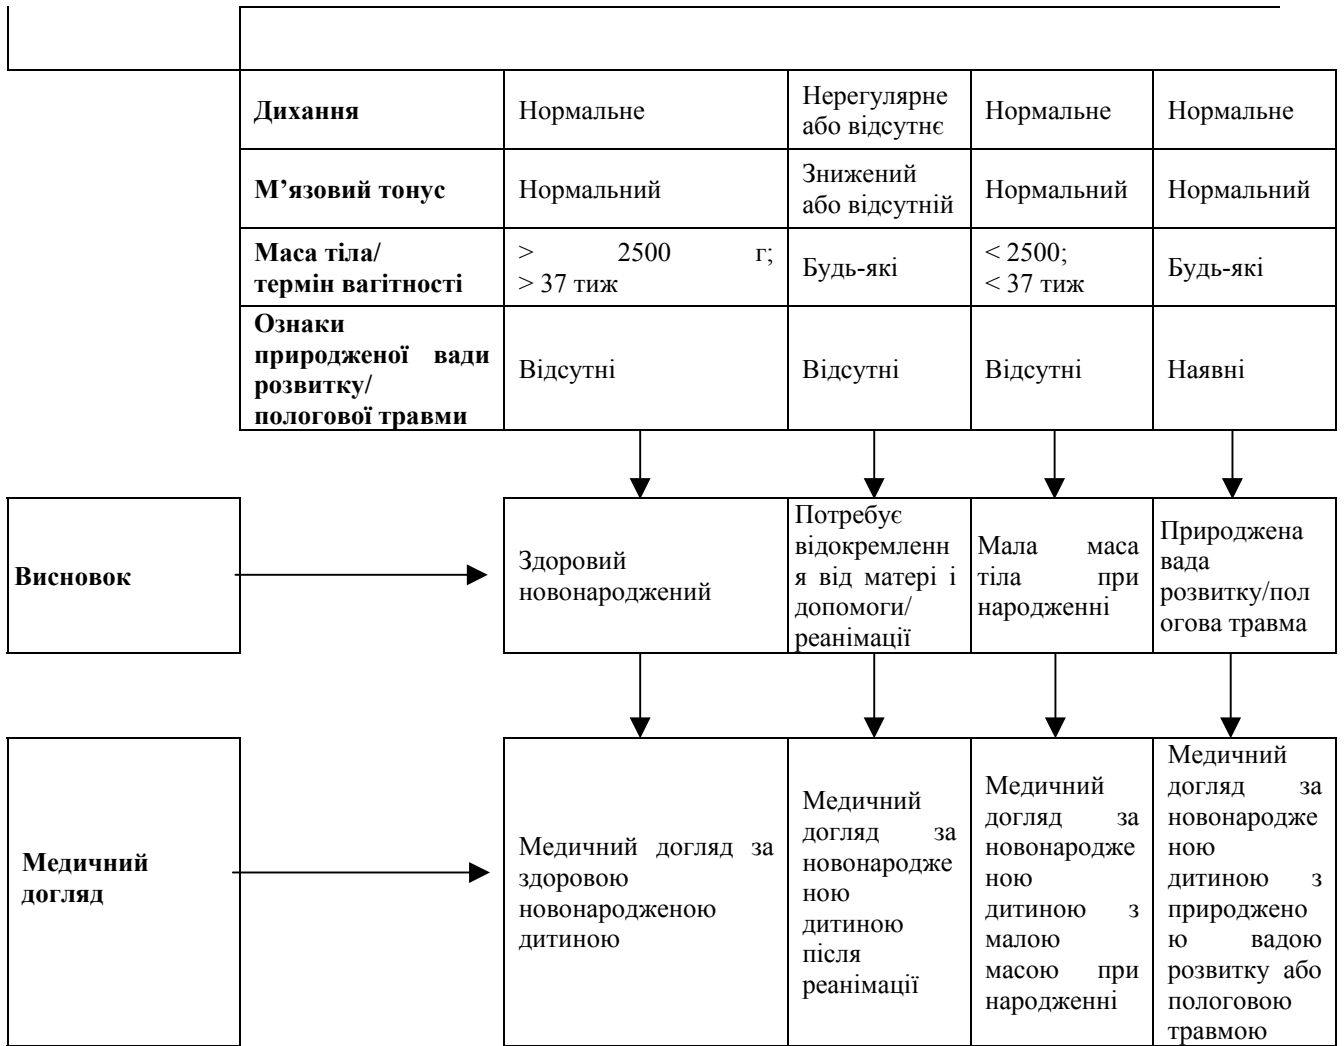 Дихання
Нормальне
Нерегулярне
або відсутнє
Нормальне
Нормальне
М’язовий тонус
Нормальний
Знижений
або відсутній
Нормальний
Нормальний
Маса тіла/
термін вагітності
> 2500 г;
> 37 тиж
Будь-які
< 2500;
< 37 тиж
Будь-які
Ознаки
природженої вади
розвитку/
пологової травми
Відсутні
Відсутні
Відсутні
Наявні
Висновок
Здоровий
новонароджений
Потребує
відокремленн
я від матері і
допомоги/
реанімації
Мала маса
тіла при
народженні
Природжена
вада
розвитку/пол
огова травма
Медичний
догляд
Медичний догляд за
здоровою
новонародженою
дитиною
Медичний
догляд за
новонародже
ною
дитиною
після
реанімації
Медичний
догляд за
новонародже
ною
дитиною з
малою
масою при
народженні
Медичний
догляд за
новонародже
ною
дитиною з
природжено
ю вадою
розвитку або
пологовою
травмою